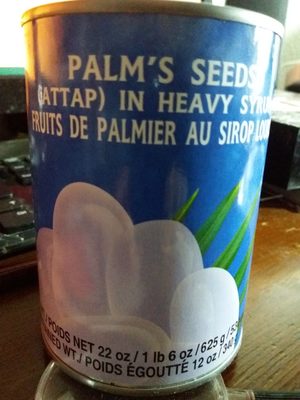 PALM'S SEEDS
(ATTAP) IN HEAVY
FRUITS DE PALMIER AU SIROP
/POIDS NET 22 oz/1 lb 6 oz/625 g/
WT./POIDS ÉGOUTTÉ 12 oz/340